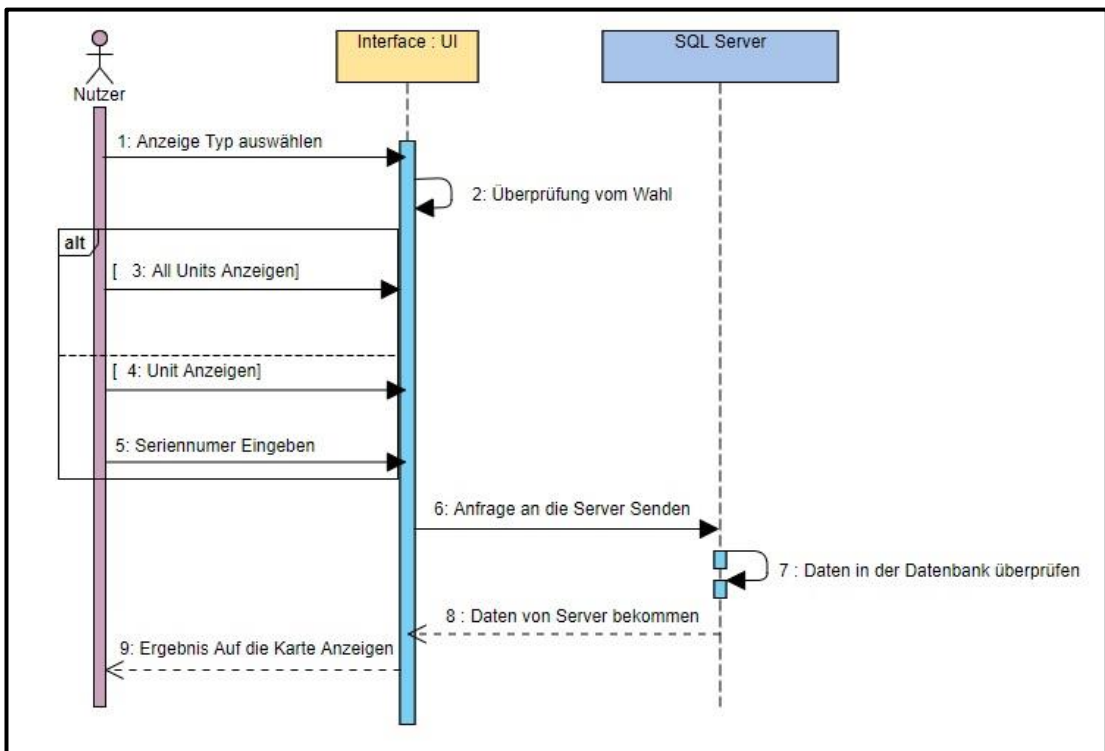 Interface : UI
SQL Server
Nutzer
1: Anzeige Typ auswählen
2: Überprüfung vom Wahl
alt
[ 3: All Units Anzeigen]
[ 4: Unit Anzeigen]
5: Seriennumer Eingeben
6: Anfrage an die Server Senden
7 : Daten in der Datenbank überprüfen
8 : Daten von Server bekommen
9: Ergebnis Auf die Karte Anzeigen